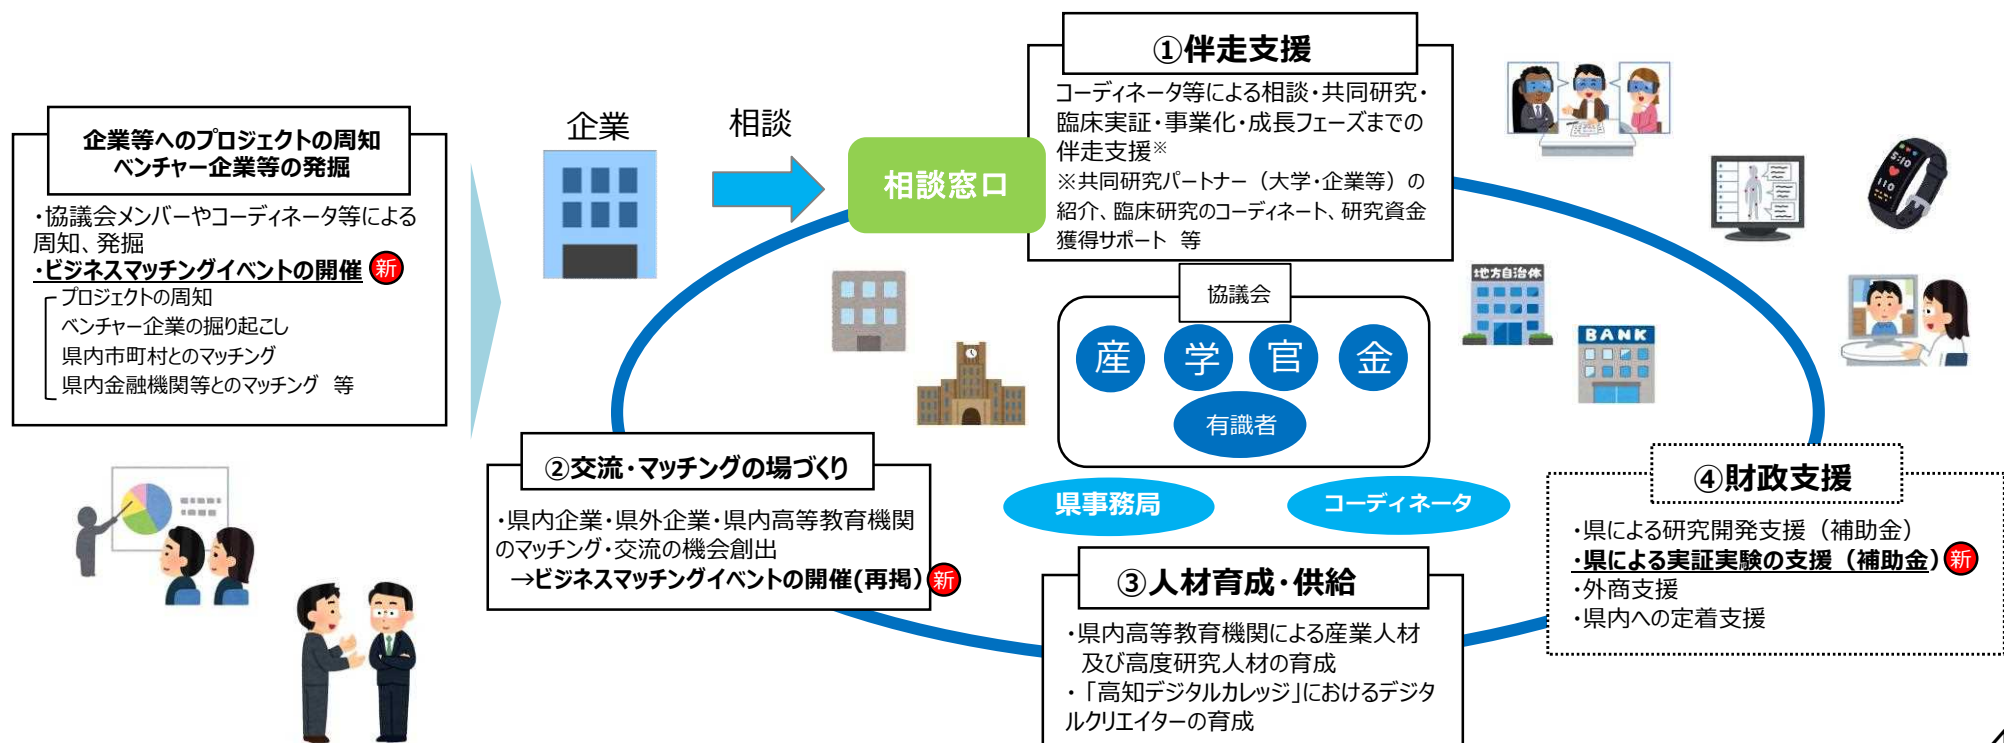 企業等へのプロジェクトの周知
ベンチャー企業等の発掘
・協議会メンバーやコーディネータ等による
周知、発掘
・ビジネスマッチングイベントの開催 新
プロジェクトの周知
ベンチャー企業の掘り起こし
県内市町村とのマッチング
県内金融機関等とのマッチング 等
企業
相談
相談窓口
①伴走支援
コーディネータ等による相談・共同研究・
臨床実証・事業化・成長フェーズまでの
伴走支援※
※共同研究パートナー（大学・企業等）の
紹介、臨床研究のコーディネート、研究資金
獲得サポート 等
協議会
産 学 官 金
有識者
県事務局
コーディネータ
5:10
110
地方自治体
BANK
②交流・マッチングの場づくり
・県内企業・県外企業・県内高等教育機関
のマッチング・交流の機会創出
→ビジネスマッチングイベントの開催(再掲） 新
③人材育成・供給
・県内高等教育機関による産業人材
及び高度研究人材の育成
・「高知デジタルカレッジ」におけるデジタ
ルクリエイターの育成
④財政支援
・県による研究開発支援（補助金）
・県による実証実験の支援（補助金） 新
・外商支援
・県内への定着支援